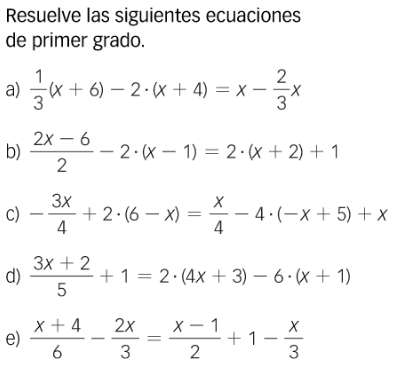 Resuelve las siguientes ecuaciones
de primer grado.
a) 1/3(x + 6) − 2·(x + 4) = x − 2/3x
b) (2x − 6)/2 − 2·(x − 1) = 2·(x + 2) + 1
c) −3x/4 + 2·(6 − x) = x/4 − 4·(−x + 5) + x
d) (3x + 2)/5 + 1 = 2·(4x + 3) − 6·(x + 1)
e) (x + 4)/6 − 2x/3 = (x − 1)/2 + 1 − x/3